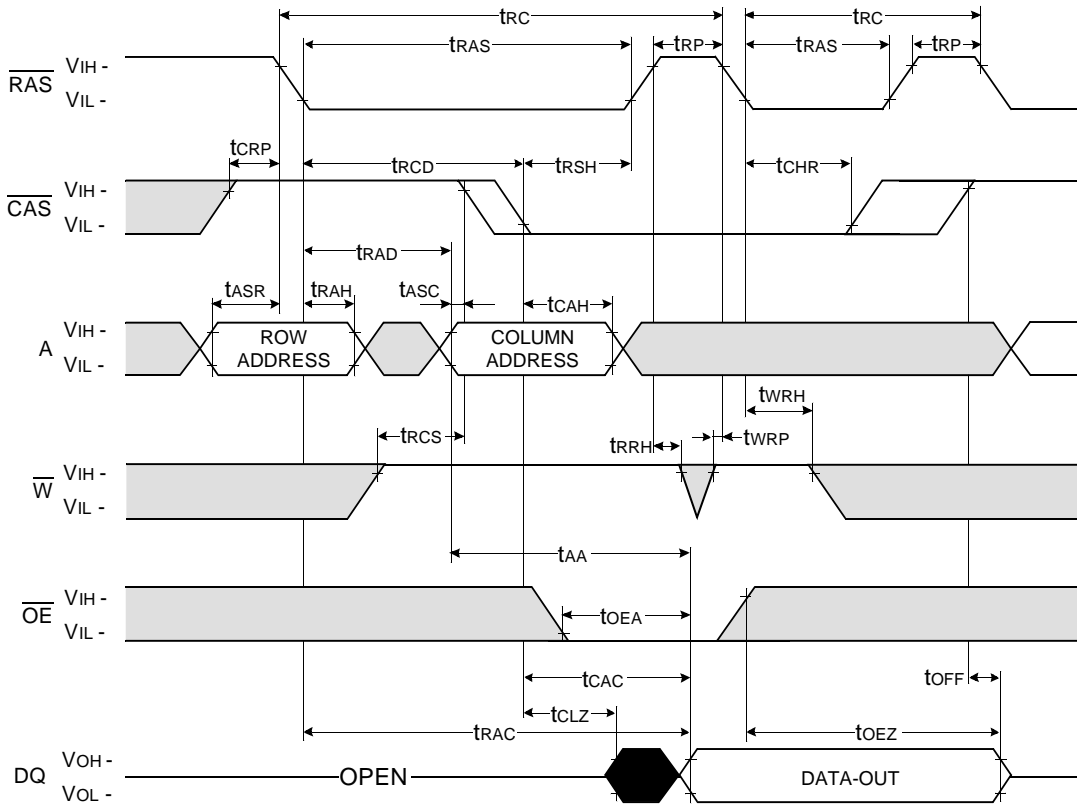 tRC tRC
tRAS tRP tRAS tRP
RAS VIH -
VIL -
tCRP tRCD tRSH tCHR
CAS VIH -
VIL -
tRAD
tASR tRAH tASC tCAH
A VIH -
VIL -
ROW
ADDRESS
COLUMN
ADDRESS
tWRH
tRCS tRRH tWRP
W VIH -
VIL -
tAA
OE VIH -
VIL -
tOEA
tCAC tOFF
tCLZ
tRAC tOEZ
DQ VOH -
VOL -
OPEN DATA-OUT